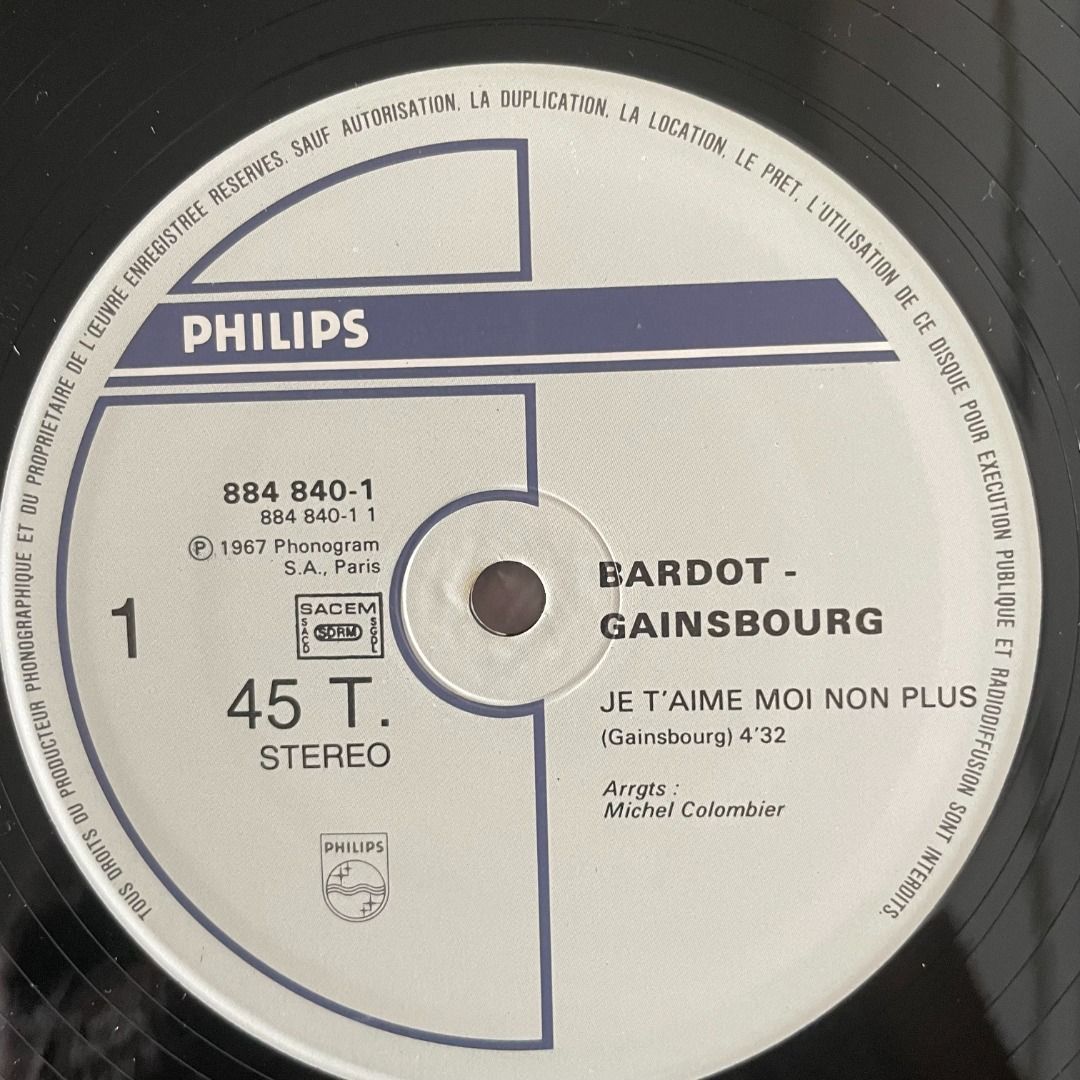 TOUS DROITS DU PRODUCTEUR PHONOGRAPHIQUE ET DU PROPRIETAIRE DE L'ŒUVRE ENREGISTREE RESERVES. SAUF AUTORISATION, LA DUPLICATION, LA LOCATION, LE PRET, L'UTILISATION DE CE DISQUE POUR EXECUTION PUBLIQUE ET RADIODIFFUSION SONT INTERDITS.
PHILIPS
884 840-1
884 840-1 1
Ⓟ 1967 Phonogram
S.A., Paris
1
SACEM
SACD
SDRM
SGDL
45 T.
STEREO
PHILIPS
BARDOT -
GAINSBOURG
JE T'AIME MOI NON PLUS
(Gainsbourg) 4'32
Arrgts :
Michel Colombier